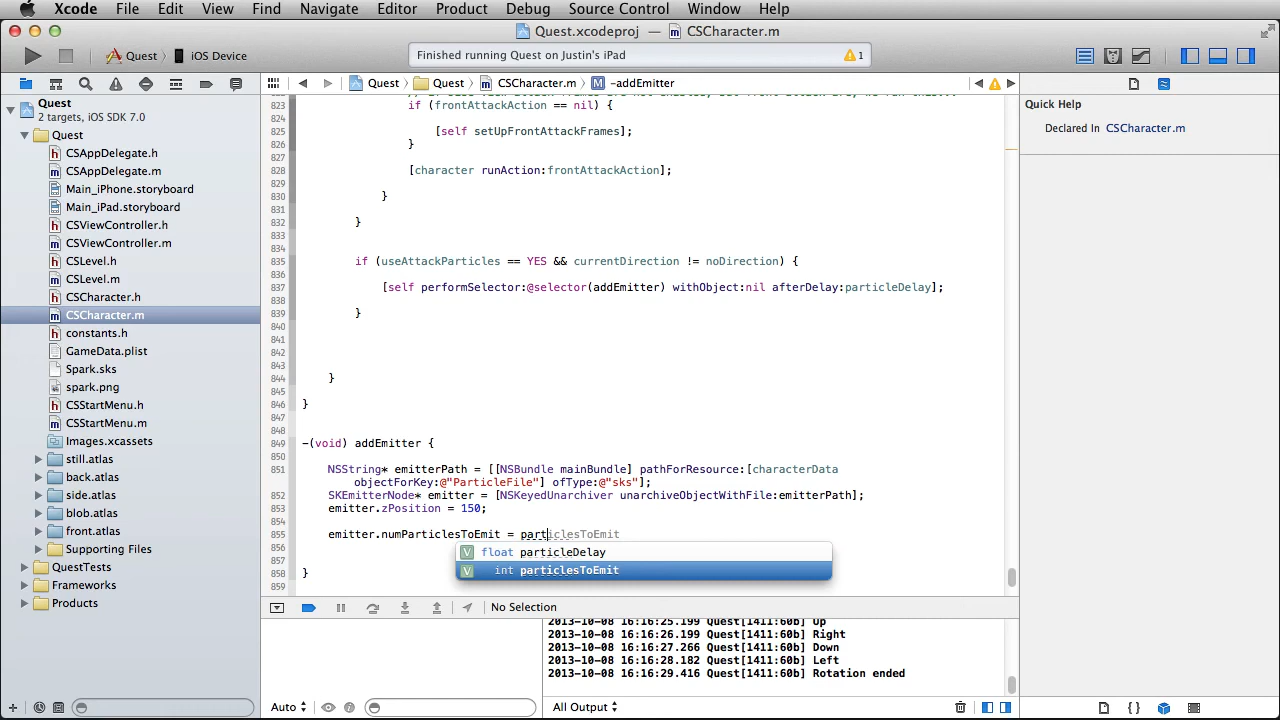 Xcode File Edit View Find Navigate Editor Product Debug Source Control Window Help
Quest.xcodeproj — CSCharacter.m
Quest iOS Device
Finished running Quest on Justin's iPad
1
Quest Quest CSCharacter.m -addEmitter
Quest
2 targets, iOS SDK 7.0
Quest
CSAppDelegate.h
CSAppDelegate.m
Main_iPhone.storyboard
Main_iPad.storyboard
CSViewController.h
CSViewController.m
CSLevel.h
CSLevel.m
CSCharacter.h
CSCharacter.m
constants.h
GameData.plist
Spark.sks
spark.png
CSStartMenu.h
CSStartMenu.m
Images.xcassets
still.atlas
back.atlas
side.atlas
blob.atlas
front.atlas
Supporting Files
QuestTests
Frameworks
Products
823 if (frontAttackAction == nil) {
824
825 [self setUpFrontAttackFrames];
826 }
827
828 [character runAction:frontAttackAction];
829
830 }
831
832 }
833
834
835 if (useAttackParticles == YES && currentDirection != noDirection) {
836
837 [self performSelector:@selector(addEmitter) withObject:nil afterDelay:particleDelay];
838
839 }
840
841
842
843
844 }
845
846 }
847
848
849 -(void) addEmitter {
850
851 NSString* emitterPath = [[NSBundle mainBundle] pathForResource:[characterData
objectForKey:@"ParticleFile"] ofType:@"sks"];
852 SKEmitterNode* emitter = [NSKeyedUnarchiver unarchiveObjectWithFile:emitterPath];
853 emitter.zPosition = 150;
854
855 emitter.numParticlesToEmit = particlesToEmit
856
V float particleDelay
857
V int particlesToEmit
858 }
859
No Selection
2013-10-08 16:16:25.199 Quest[1411:60b] Up
2013-10-08 16:16:26.199 Quest[1411:60b] Right
2013-10-08 16:16:27.266 Quest[1411:60b] Down
2013-10-08 16:16:28.182 Quest[1411:60b] Left
2013-10-08 16:16:29.416 Quest[1411:60b] Rotation ended
Auto
All Output
Quick Help
Declared In CSCharacter.m